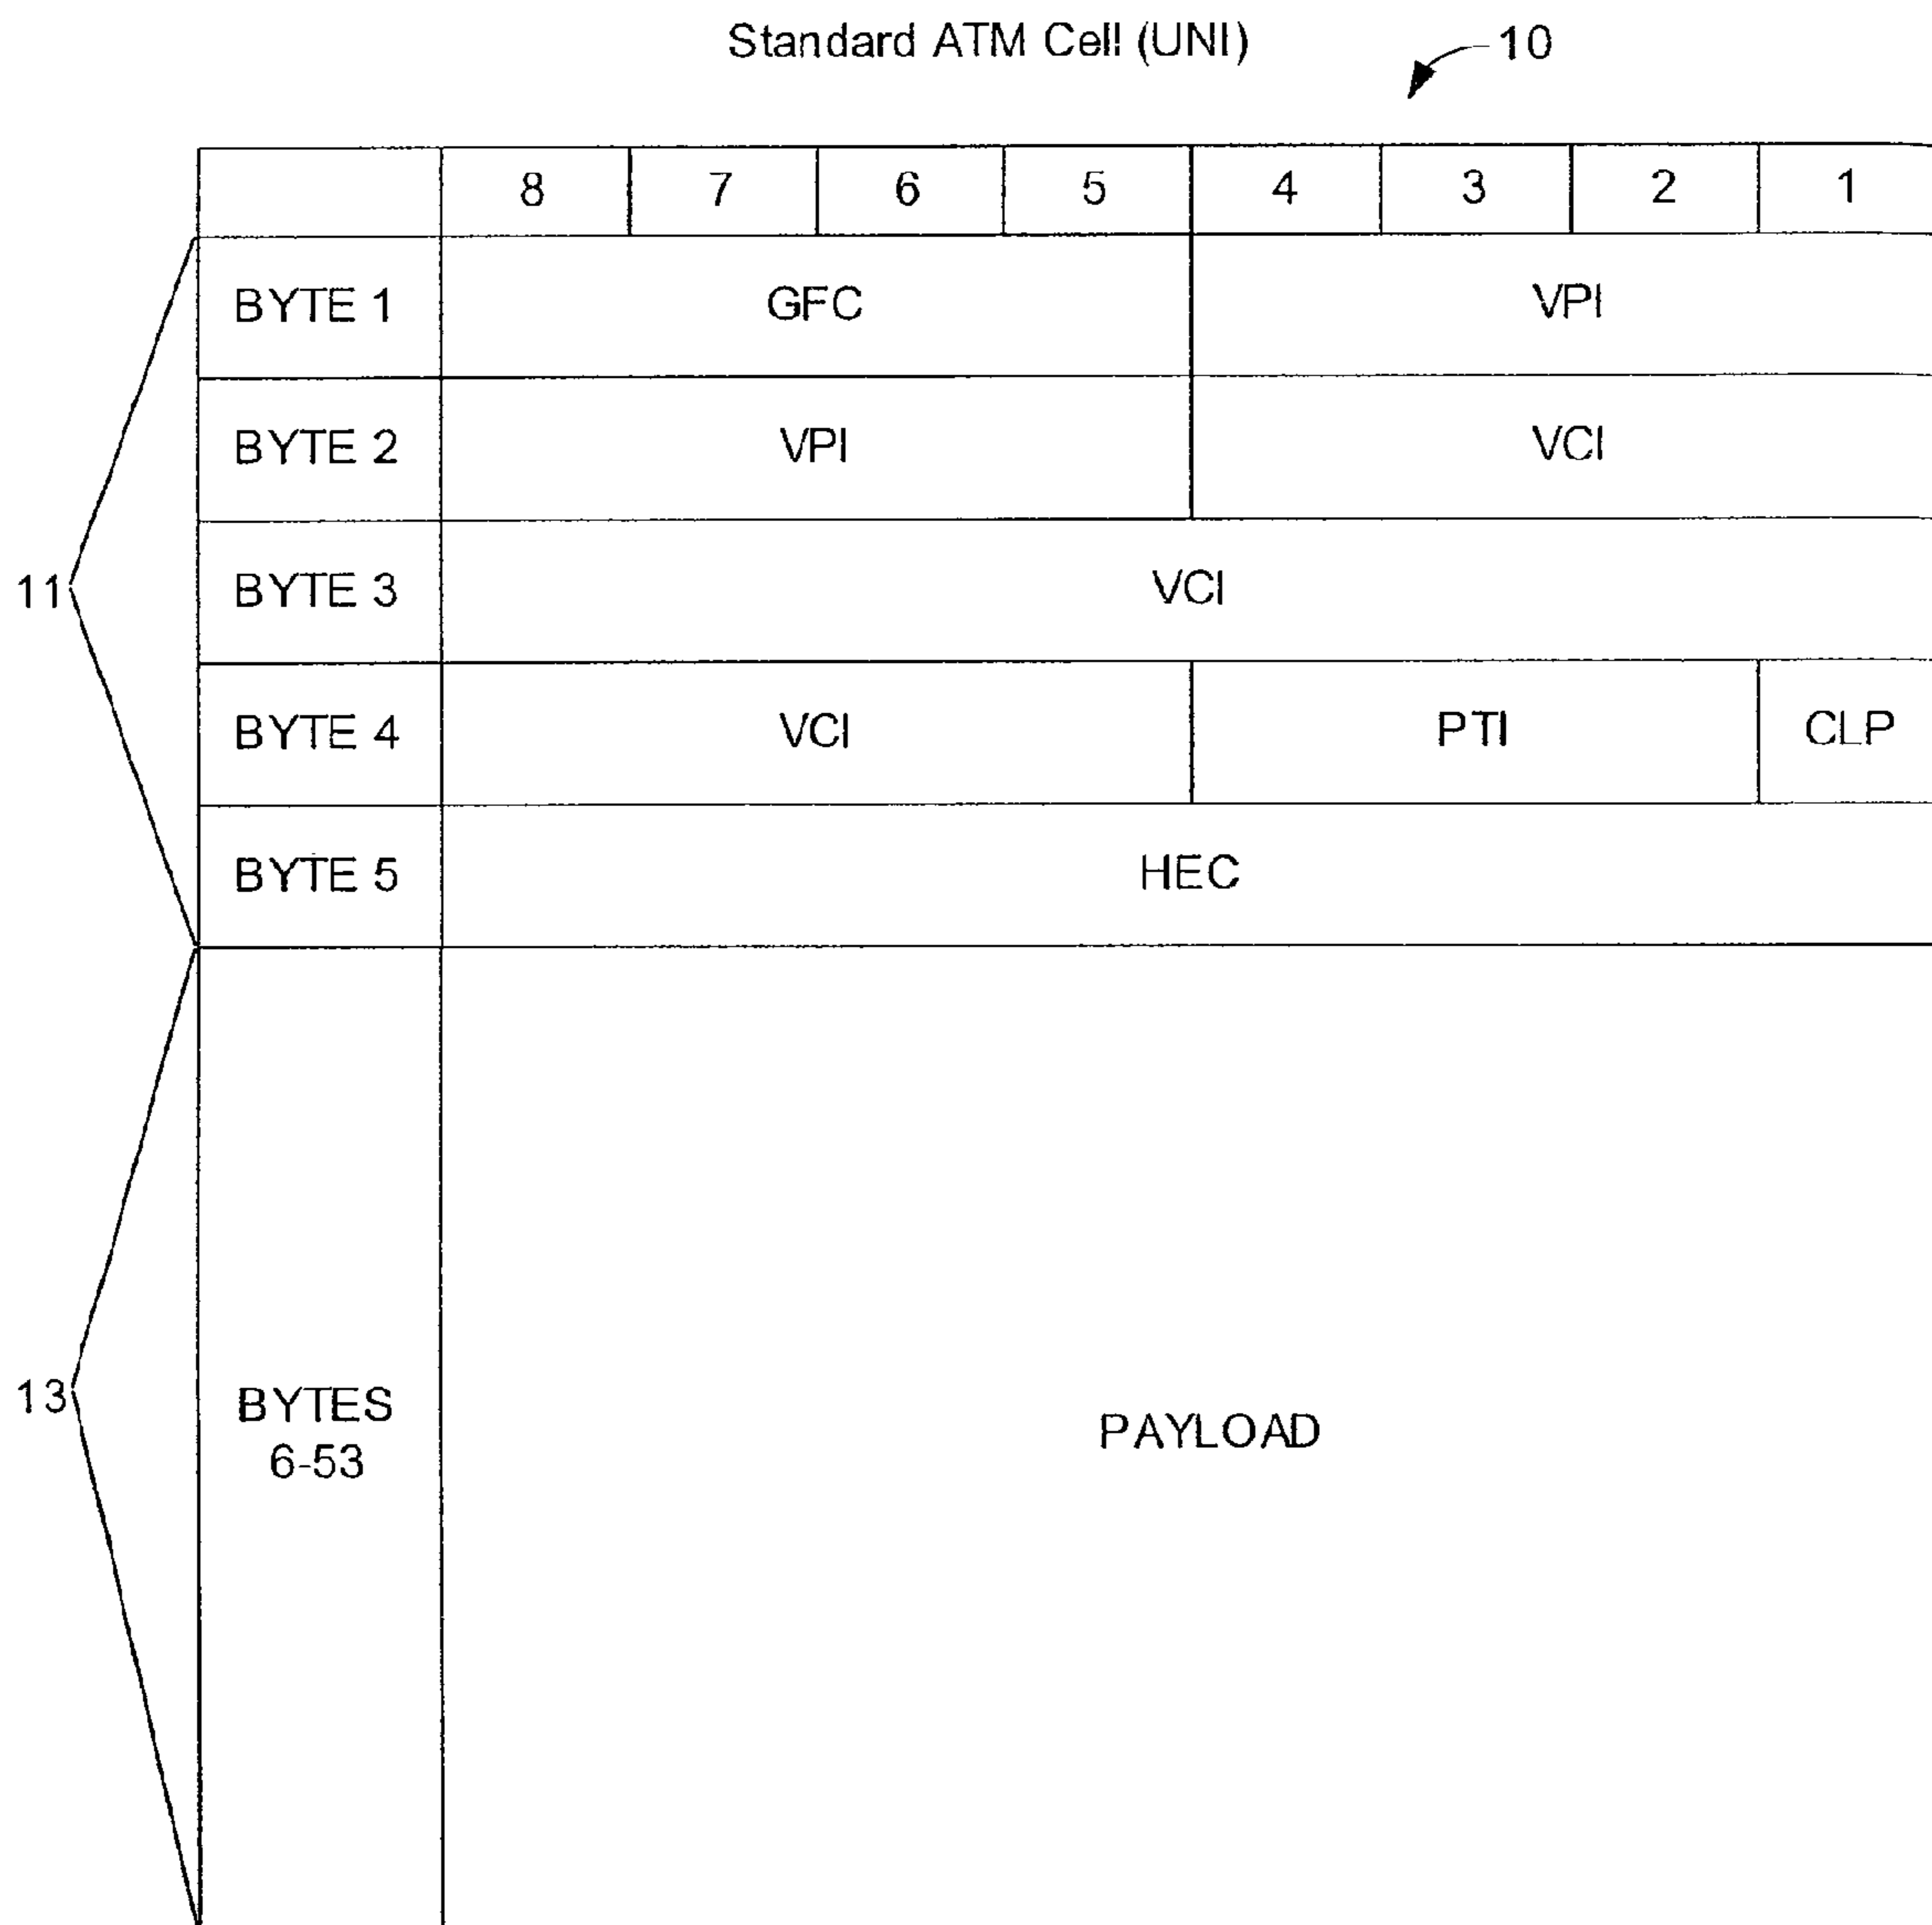 Standard ATM Cell (UNI)
10
8 7 6 5 4 3 2 1
BYTE 1 GFC VPI
BYTE 2 VPI VCI
11 BYTE 3 VCI
BYTE 4 VCI PTI CLP
BYTE 5 HEC
13 BYTES
6-53
PAYLOAD